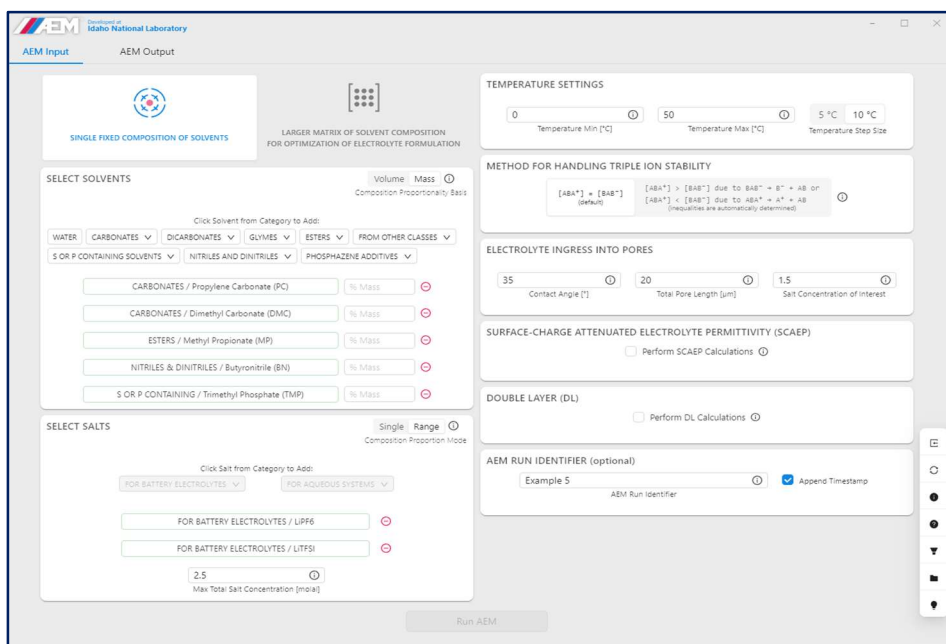 AEM
Developed at
Idaho National Laboratory
AEM Input
AEM Output
SINGLE FIXED COMPOSITION OF SOLVENTS
LARGER MATRIX OF SOLVENT COMPOSITION
FOR OPTIMIZATION OF ELECTROLYTE FORMULATION
SELECT SOLVENTS
Volume Mass
Composition Proportionality Basis
Click Solvent from Category to Add:
WATER CARBONATES DICARBONATES GLYMES ESTERS FROM OTHER CLASSES
S OR P CONTAINING SOLVENTS NITRILES AND DINITRILES PHOSPHAZENE ADDITIVES
CARBONATES / Propylene Carbonate (PC) % Mass
CARBONATES / Dimethyl Carbonate (DMC) % Mass
ESTERS / Methyl Propionate (MP) % Mass
NITRILES & DINITRILES / Butyronitrile (BN) % Mass
S OR P CONTAINING / Trimethyl Phosphate (TMP) % Mass
SELECT SALTS
Single Range
Composition Proportion Mode
Click Salt from Category to Add:
FOR BATTERY ELECTROLYTES FOR AQUEOUS SYSTEMS
FOR BATTERY ELECTROLYTES / LiPF6
FOR BATTERY ELECTROLYTES / LiTFSI
2.5
Max Total Salt Concentration [molal]
TEMPERATURE SETTINGS
0 50 5 °C 10 °C
Temperature Min [°C] Temperature Max [°C] Temperature Step Size
METHOD FOR HANDLING TRIPLE ION STABILITY
[ABA⁺] = [BAB⁻]
(default)
[ABA⁺] > [BAB⁻] due to BAB⁻ → B⁻ + AB or
[ABA⁺] < [BAB⁻] due to ABA⁺ → A⁺ + AB
(inequalities are automatically determined)
ELECTROLYTE INGRESS INTO PORES
35 20 1.5
Contact Angle [°] Total Pore Length [μm] Salt Concentration of Interest
SURFACE-CHARGE ATTENUATED ELECTROLYTE PERMITTIVITY (SCAEP)
Perform SCAEP Calculations
DOUBLE LAYER (DL)
Perform DL Calculations
AEM RUN IDENTIFIER (optional)
Example 5 Append Timestamp
AEM Run Identifier
Run AEM